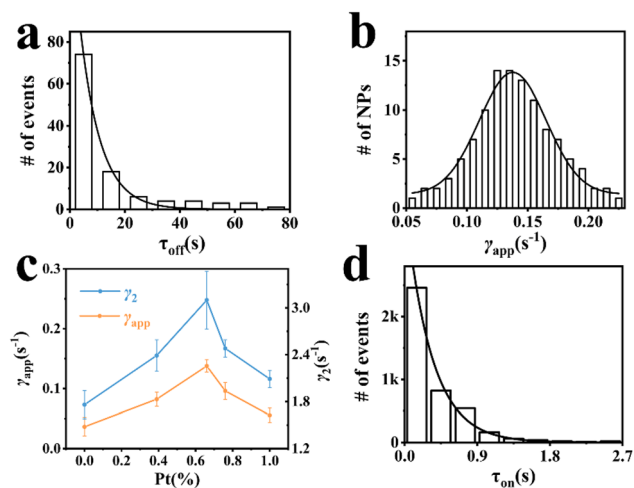 a
80
60
40
20
0
# of events
0 20 40 60 80
τoff(s)
b
15
10
5
0
# of NPs
0.05 0.10 0.15 0.20
γapp(s-1)
c
0.3
0.2
0.1
0.0
γapp(s-1)
γ2
γapp
3.0
2.4
1.8
1.2
γ2(s-1)
0.0 0.2 0.4 0.6 0.8 1.0
Pt(%)
d
2k
1k
0
# of events
0.0 0.9 1.8 2.7
τon(s)